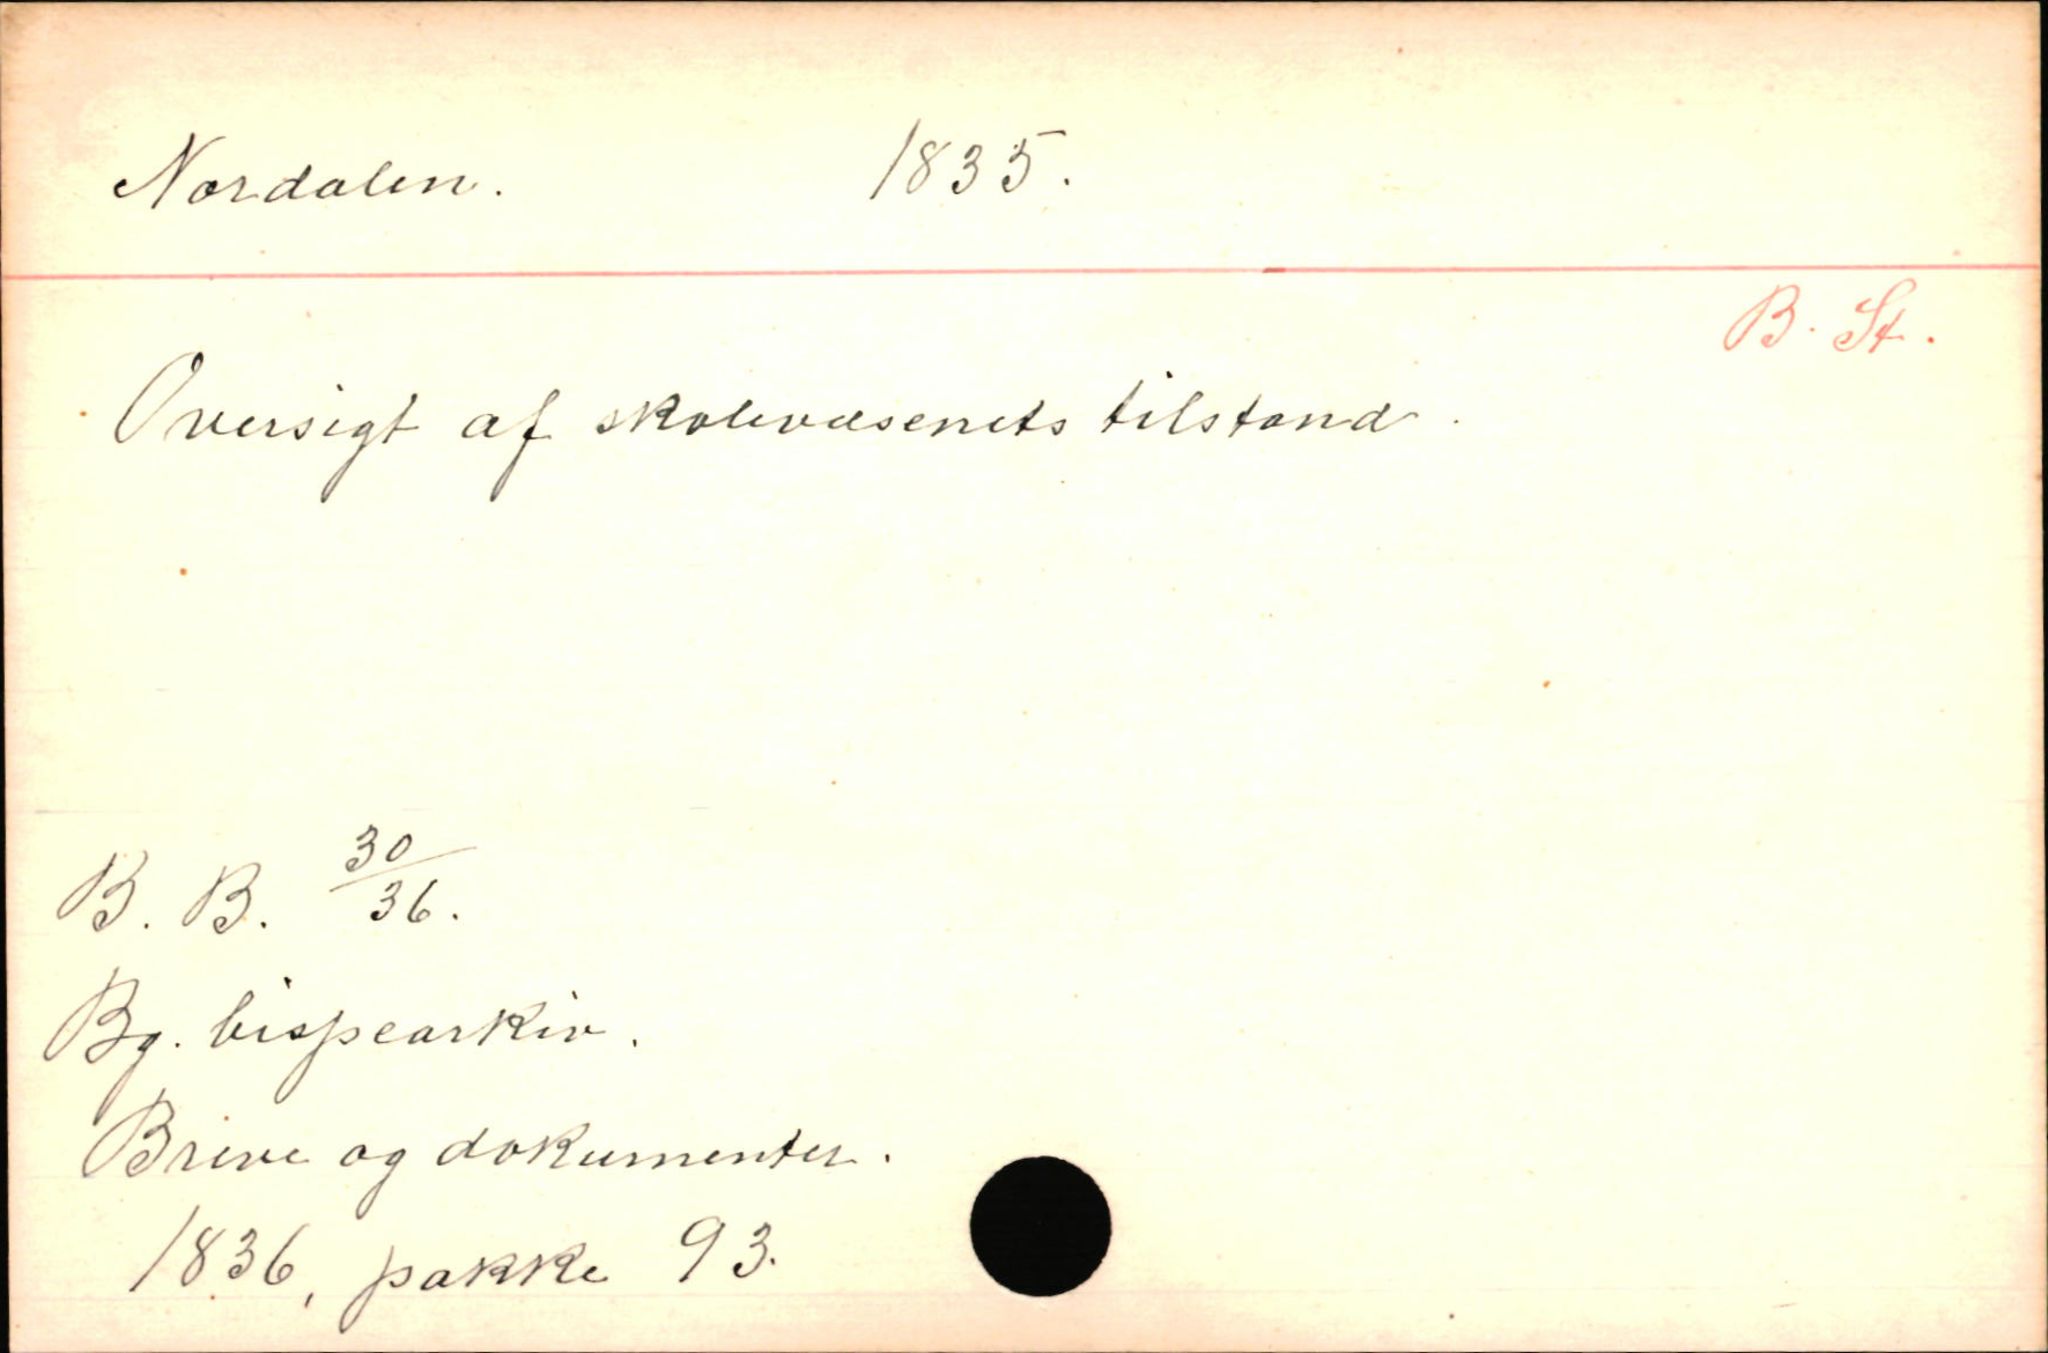 Nordalen. 1835.
B. St.
Oversigt af skolevæsenets tilstand.
B. B. 30/36.
Bg. bispearkiv.
Breve og dokumenter.
1836, pakke 93.